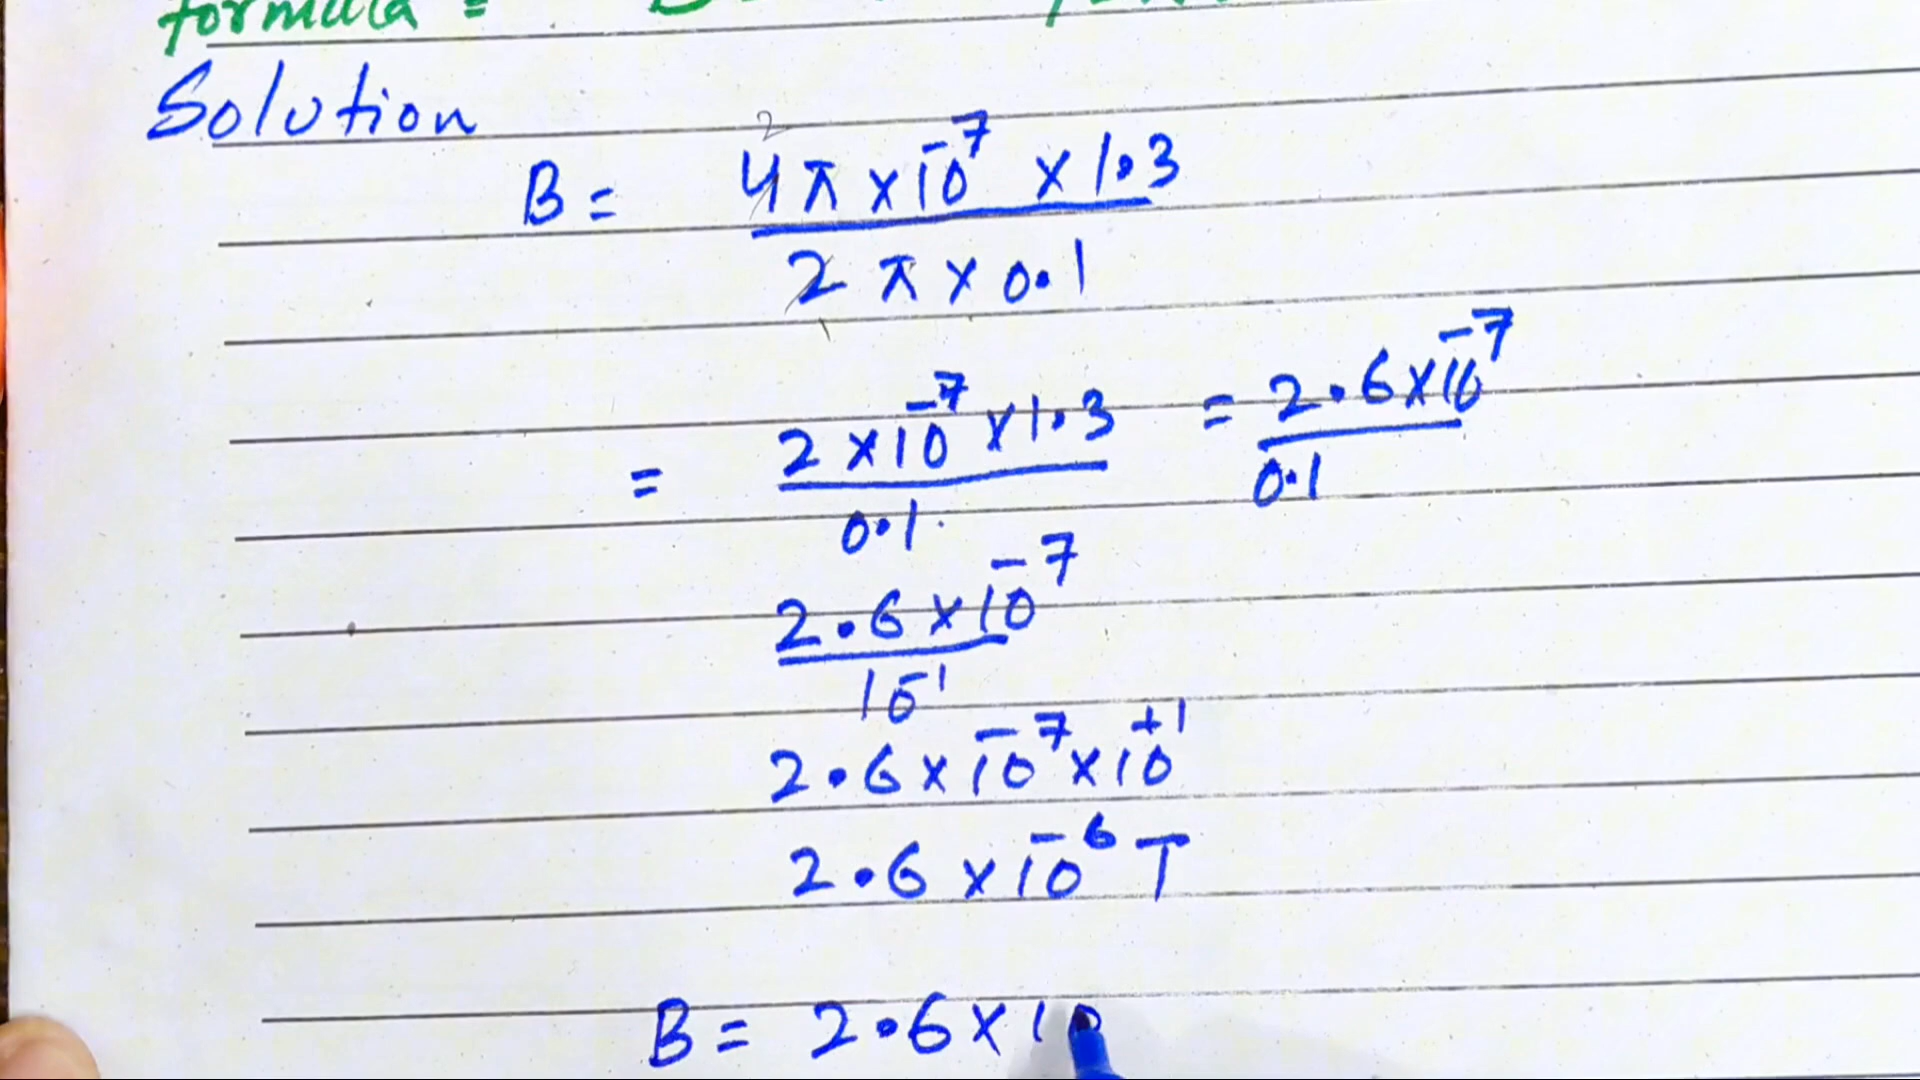 formula =
Solution
B = 4π × 10⁻⁷ × 1.3 / 2π × 0.1
2
= 2 × 10⁻⁷ × 1.3 / 0.1 = 2.6 × 10⁻⁷ / 0.1
2.6 × 10⁻⁷ / 10⁻¹
2.6 × 10⁻⁷ × 10⁺¹
2.6 × 10⁻⁶ T
B = 2.6 × 10